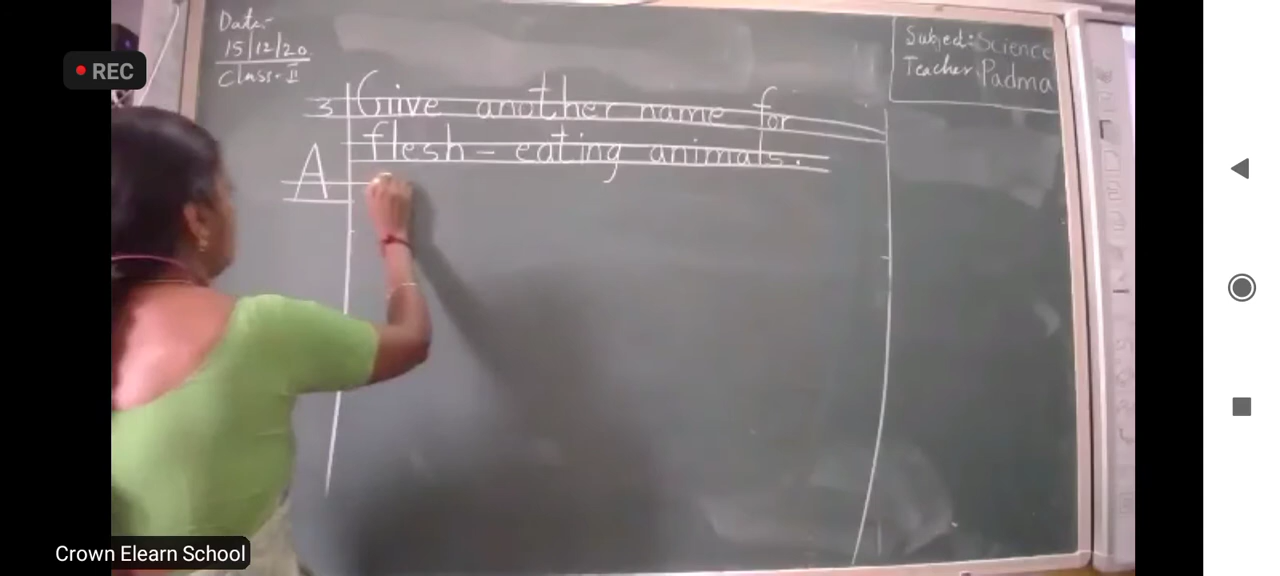 REC
Date:-
15/12/20.
Class-II
Subject: Science
Teacher: Padma
3 Give another name for
flesh - eating animals.
A
Crown Elearn School